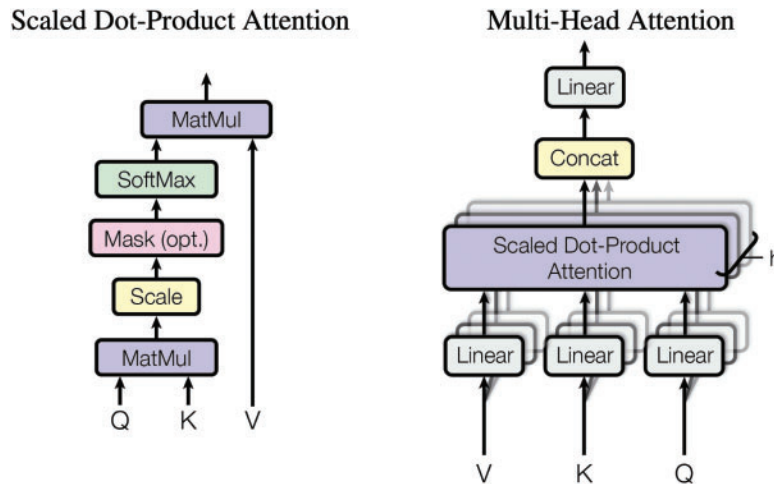 Scaled Dot-Product Attention
MatMul
SoftMax
Mask (opt.)
Scale
MatMul
Q K V
Multi-Head Attention
Linear
Concat
Scaled Dot-Product
Attention
h
Linear Linear Linear
V K Q